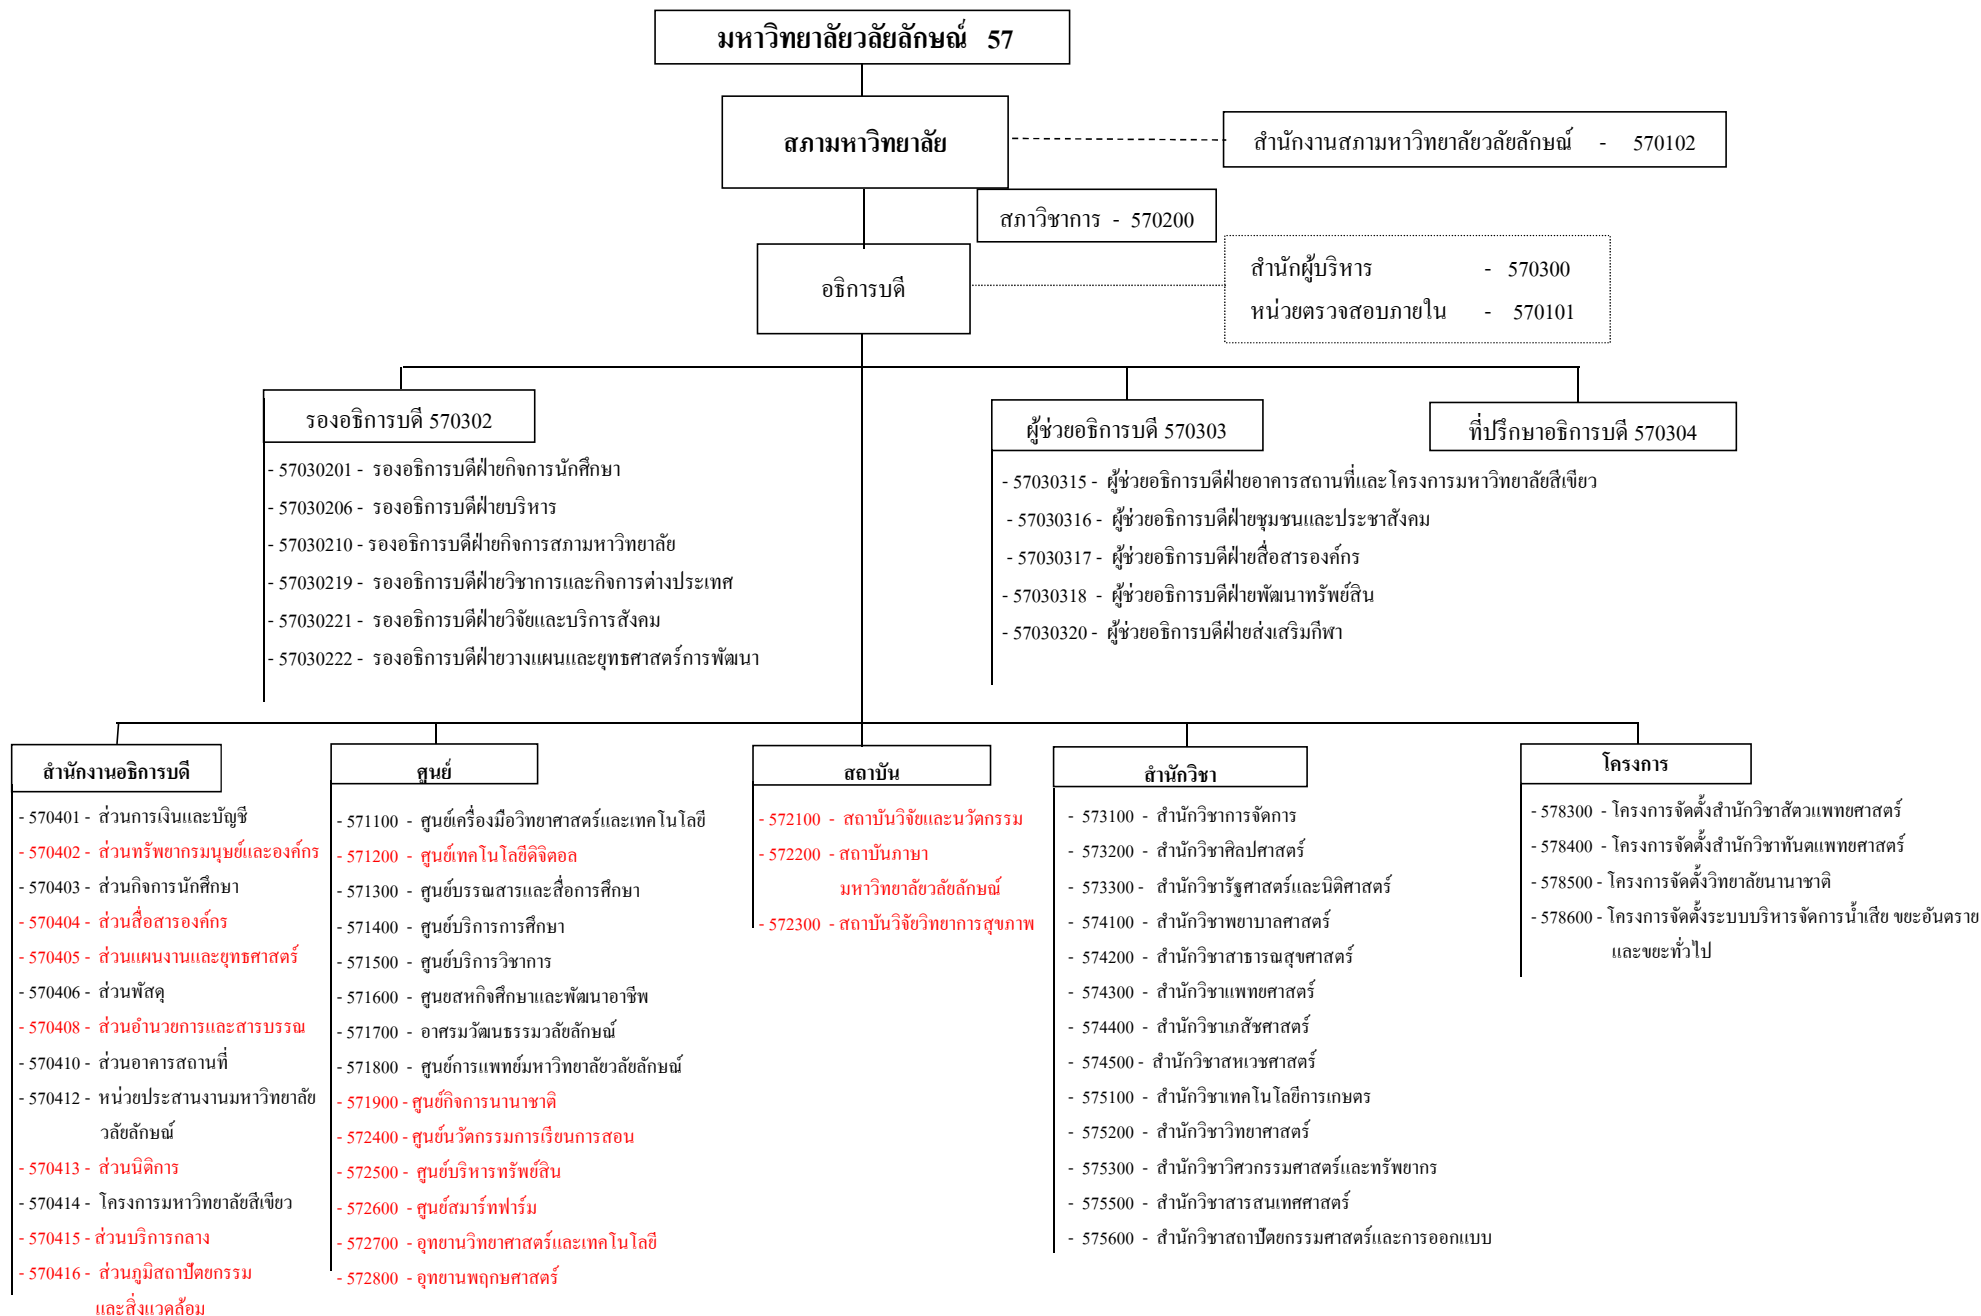 มหาวิทยาลัยวลัยลักษณ์ 57
สภามหาวิทยาลัย
สำนักงานสภามหาวิทยาลัยวลัยลักษณ์ - 570102
สภาวิชาการ - 570200
อธิการบดี
สำนักผู้บริหาร - 570300
หน่วยตรวจสอบภายใน - 570101
รองอธิการบดี 570302
- 57030201 - รองอธิการบดีฝ่ายกิจการนักศึกษา
- 57030206 - รองอธิการบดีฝ่ายบริหาร
- 57030210 - รองอธิการบดีฝ่ายกิจการสภามหาวิทยาลัย
- 57030219 - รองอธิการบดีฝ่ายวิชาการและกิจการต่างประเทศ
- 57030221 - รองอธิการบดีฝ่ายวิจัยและบริการสังคม
- 57030222 - รองอธิการบดีฝ่ายวางแผนและยุทธศาสตร์การพัฒนา
ผู้ช่วยอธิการบดี 570303
- 57030315 - ผู้ช่วยอธิการบดีฝ่ายอาคารสถานที่และโครงการมหาวิทยาลัยสีเขียว
- 57030316 - ผู้ช่วยอธิการบดีฝ่ายชุมชนและประชาสังคม
- 57030317 - ผู้ช่วยอธิการบดีฝ่ายสื่อสารองค์กร
- 57030318 - ผู้ช่วยอธิการบดีฝ่ายพัฒนาทรัพย์สิน
- 57030320 - ผู้ช่วยอธิการบดีฝ่ายส่งเสริมกีฬา
ที่ปรึกษาอธิการบดี 570304
สำนักงานอธิการบดี
- 570401 - ส่วนการเงินและบัญชี
- 570402 - ส่วนทรัพยากรมนุษย์และองค์กร
- 570403 - ส่วนกิจการนักศึกษา
- 570404 - ส่วนสื่อสารองค์กร
- 570405 - ส่วนแผนงานและยุทธศาสตร์
- 570406 - ส่วนพัสดุ
- 570408 - ส่วนอำนวยการและสารบรรณ
- 570410 - ส่วนอาคารสถานที่
- 570412 - หน่วยประสานงานมหาวิทยาลัย
วลัยลักษณ์
- 570413 - ส่วนนิติการ
- 570414 - โครงการมหาวิทยาลัยสีเขียว
- 570415 - ส่วนบริการกลาง
- 570416 - ส่วนภูมิสถาปัตยกรรม
และสิ่งแวดล้อม
ศูนย์
- 571100 - ศูนย์เครื่องมือวิทยาศาสตร์และเทคโนโลยี
- 571200 - ศูนย์เทคโนโลยีดิจิตอล
- 571300 - ศูนย์บรรณสารและสื่อการศึกษา
- 571400 - ศูนย์บริการการศึกษา
- 571500 - ศูนย์บริการวิชาการ
- 571600 - ศูนยสหกิจศึกษาและพัฒนาอาชีพ
- 571700 - อาศรมวัฒนธรรมวลัยลักษณ์
- 571800 - ศูนย์การแพทย์มหาวิทยาลัยวลัยลักษณ์
- 571900 - ศูนย์กิจการนานาชาติ
- 572400 - ศูนย์นวัตกรรมการเรียนการสอน
- 572500 - ศูนย์บริหารทรัพย์สิน
- 572600 - ศูนย์สมาร์ทฟาร์ม
- 572700 - อุทยานวิทยาศาสตร์และเทคโนโลยี
- 572800 - อุทยานพฤกษศาสตร์
สถาบัน
- 572100 - สถาบันวิจัยและนวัตกรรม
- 572200 - สถาบันภาษา
มหาวิทยาลัยวลัยลักษณ์
- 572300 - สถาบันวิจัยวิทยาการสุขภาพ
สำนักวิชา
- 573100 - สำนักวิชาการจัดการ
- 573200 - สำนักวิชาศิลปศาสตร์
- 573300 - สำนักวิชารัฐศาสตร์และนิติศาสตร์
- 574100 - สำนักวิชาพยาบาลศาสตร์
- 574200 - สำนักวิชาสาธารณสุขศาสตร์
- 574300 - สำนักวิชาแพทยศาสตร์
- 574400 - สำนักวิชาเภสัชศาสตร์
- 574500 - สำนักวิชาสหเวชศาสตร์
- 575100 - สำนักวิชาเทคโนโลยีการเกษตร
- 575200 - สำนักวิชาวิทยาศาสตร์
- 575300 - สำนักวิชาวิศวกรรมศาสตร์และทรัพยากร
- 575500 - สำนักวิชาสารสนเทศศาสตร์
- 575600 - สำนักวิชาสถาปัตยกรรมศาสตร์และการออกแบบ
โครงการ
- 578300 - โครงการจัดตั้งสำนักวิชาสัตวแพทยศาสตร์
- 578400 - โครงการจัดตั้งสำนักวิชาทันตแพทยศาสตร์
- 578500 - โครงการจัดตั้งวิทยาลัยนานาชาติ
- 578600 - โครงการจัดตั้งระบบบริหารจัดการน้ำเสีย ขยะอันตราย
และขยะทั่วไป